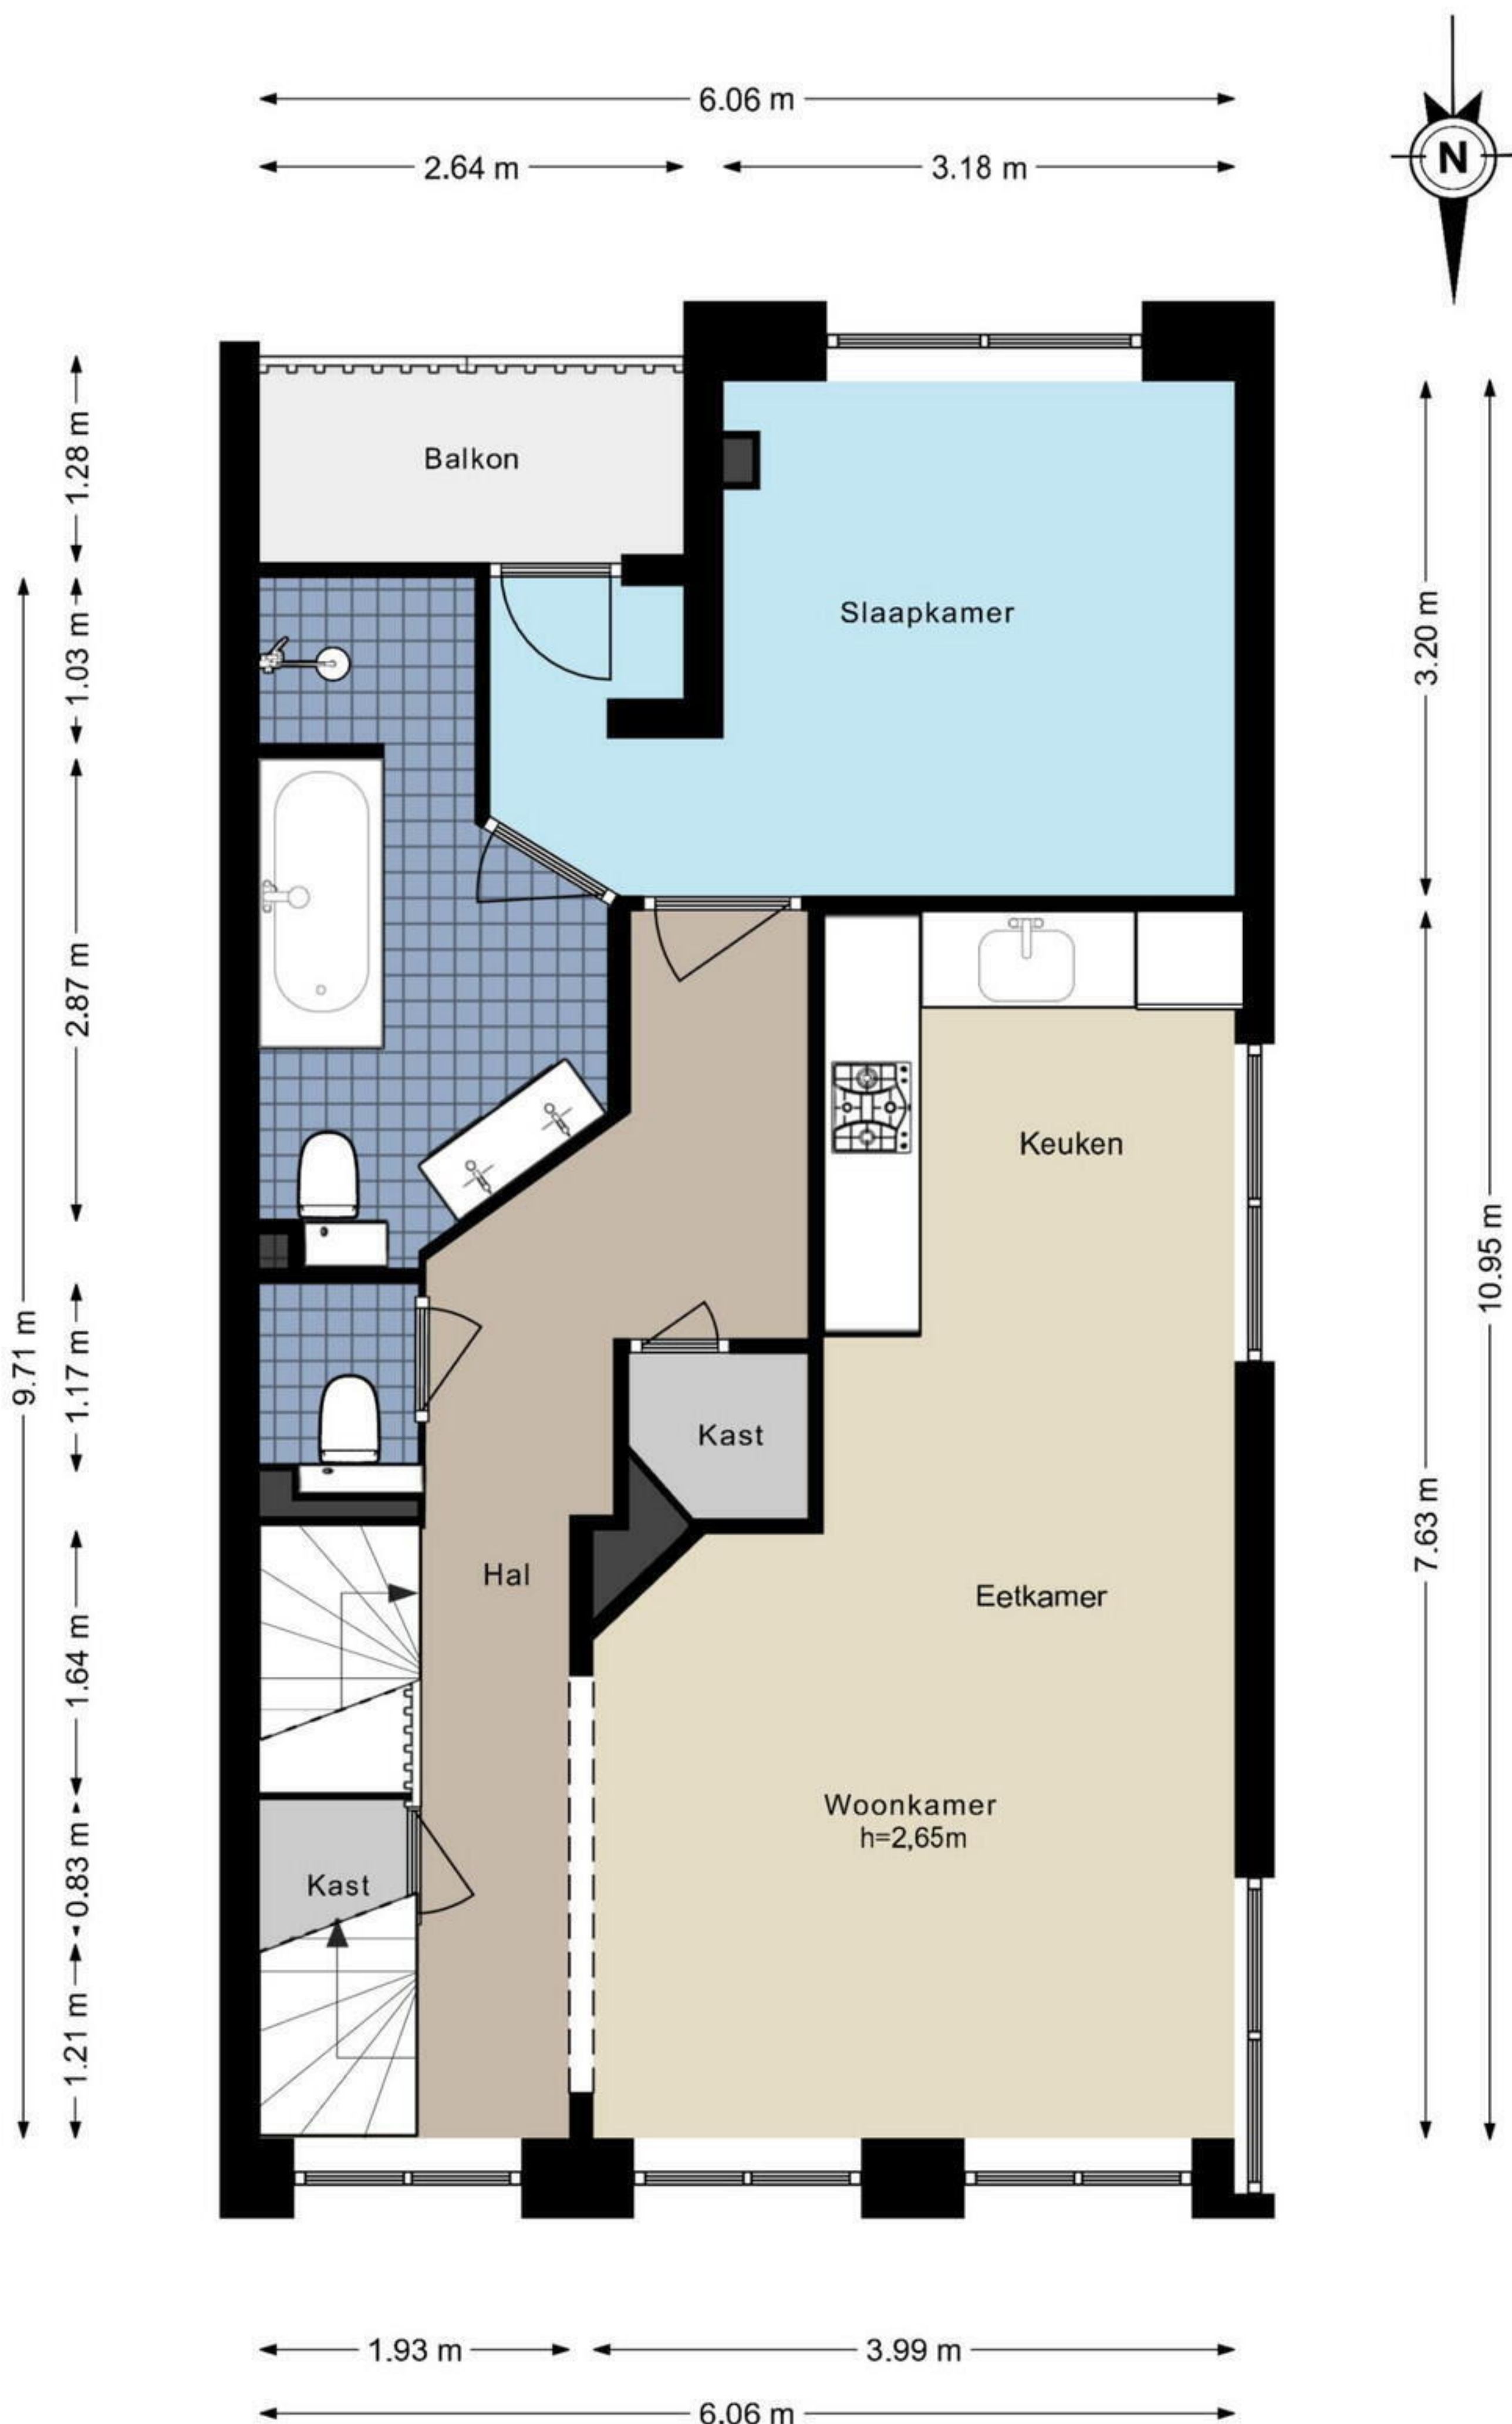 6.06 m
2.64 m
3.18 m
N
1.28 m
Balkon
1.03 m
Slaapkamer
3.20 m
2.87 m
Keuken
10.95 m
9.71 m
1.17 m
Kast
7.63 m
Hal
Eetkamer
1.64 m
Woonkamer
h=2,65m
0.83 m
Kast
1.21 m
1.93 m
3.99 m
6.06 m